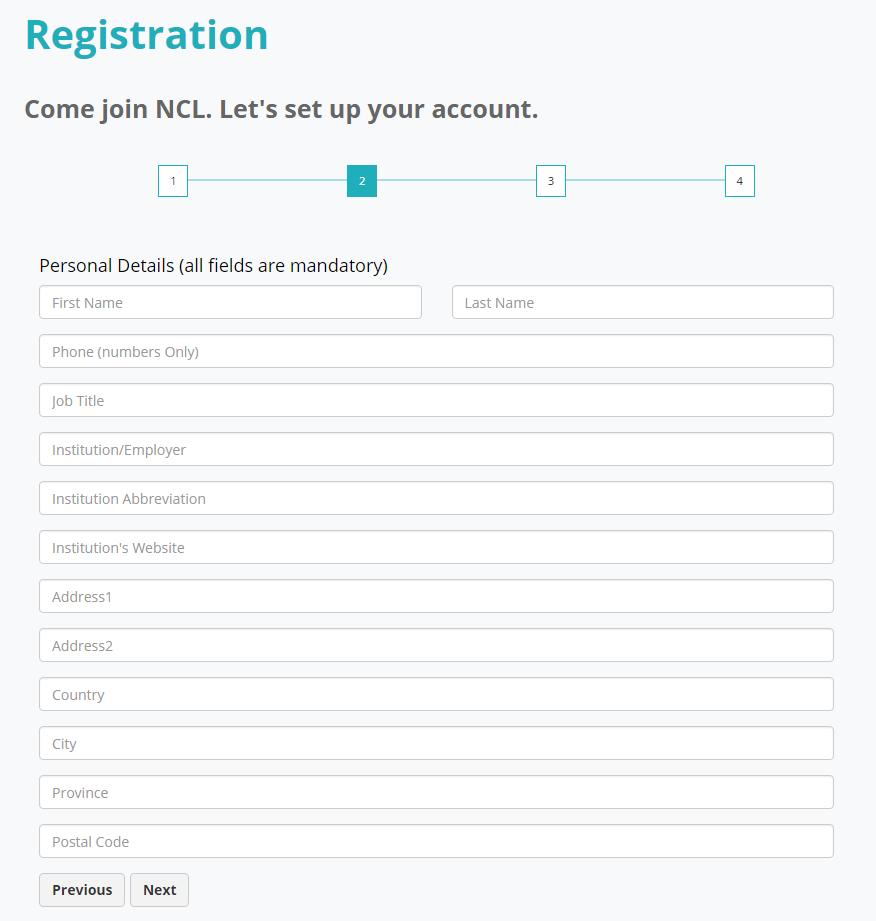 Registration
Come join NCL. Let's set up your account.
1 2 3 4
Personal Details (all fields are mandatory)
First Name Last Name
Phone (numbers Only)
Job Title
Institution/Employer
Institution Abbreviation
Institution's Website
Address1
Address2
Country
City
Province
Postal Code
Previous Next